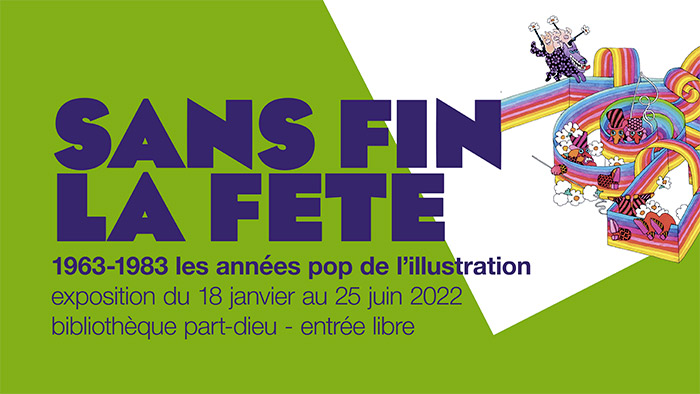 SANS FIN
LA FETE
1963-1983 les années pop de l’illustration
exposition du 18 janvier au 25 juin 2022
bibliothèque part-dieu - entrée libre